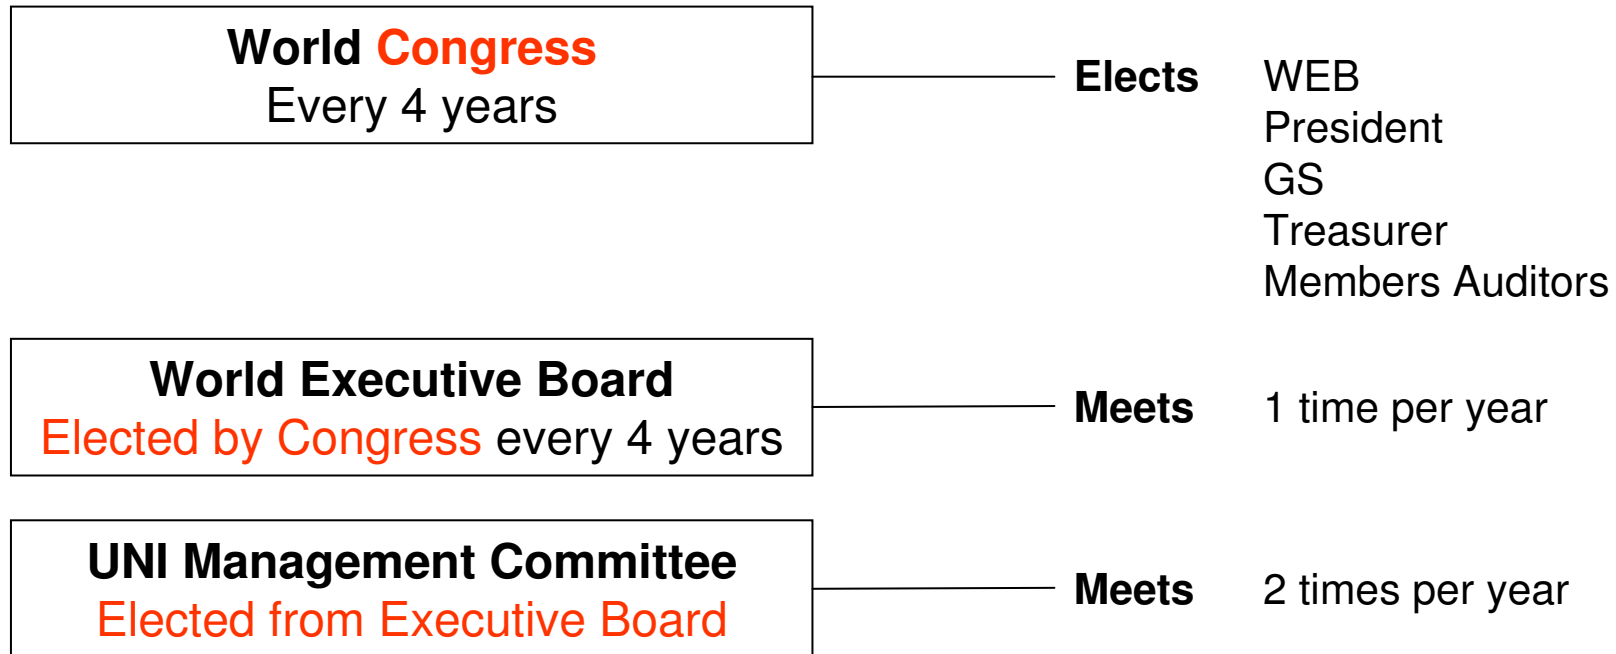 World Congress
Every 4 years
Elects WEB
President
GS
Treasurer
Members Auditors
World Executive Board
Elected by Congress every 4 years
Meets 1 time per year
UNI Management Committee
Elected from Executive Board
Meets 2 times per year